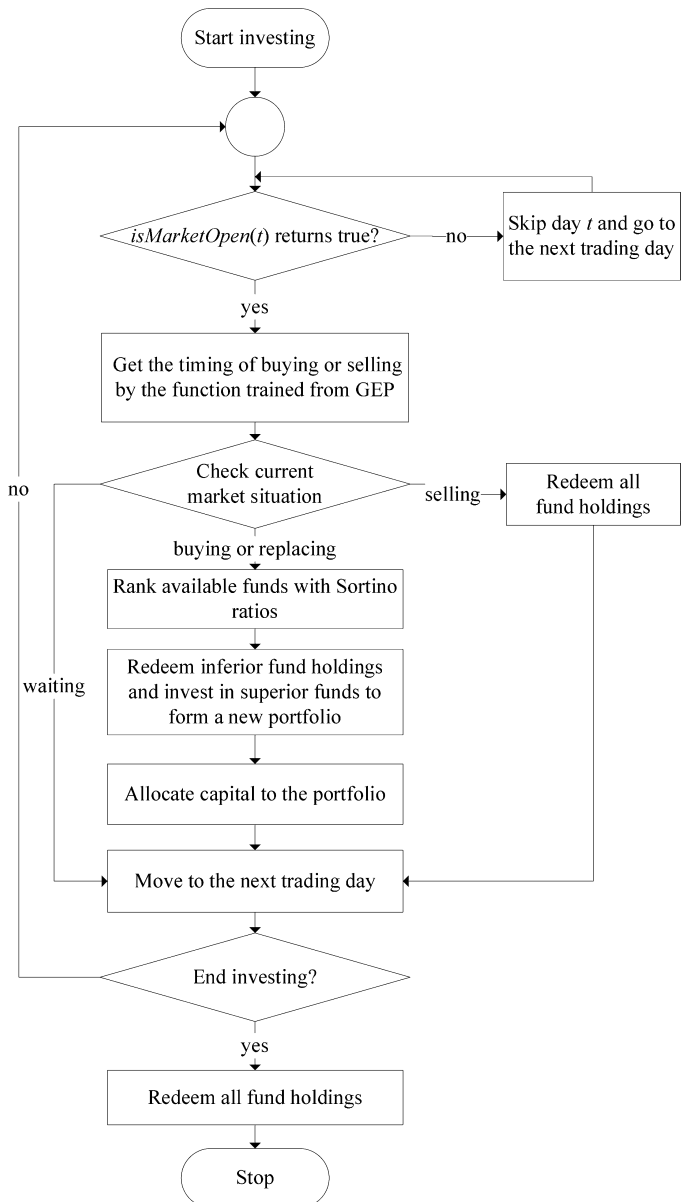 Start investing
isMarketOpen(t) returns true?
no
Skip day t and go to
the next trading day
yes
Get the timing of buying or selling
by the function trained from GEP
Check current
market situation
selling
Redeem all
fund holdings
no
buying or replacing
Rank available funds with Sortino
ratios
waiting
Redeem inferior fund holdings
and invest in superior funds to
form a new portfolio
Allocate capital to the portfolio
Move to the next trading day
End investing?
yes
Redeem all fund holdings
Stop